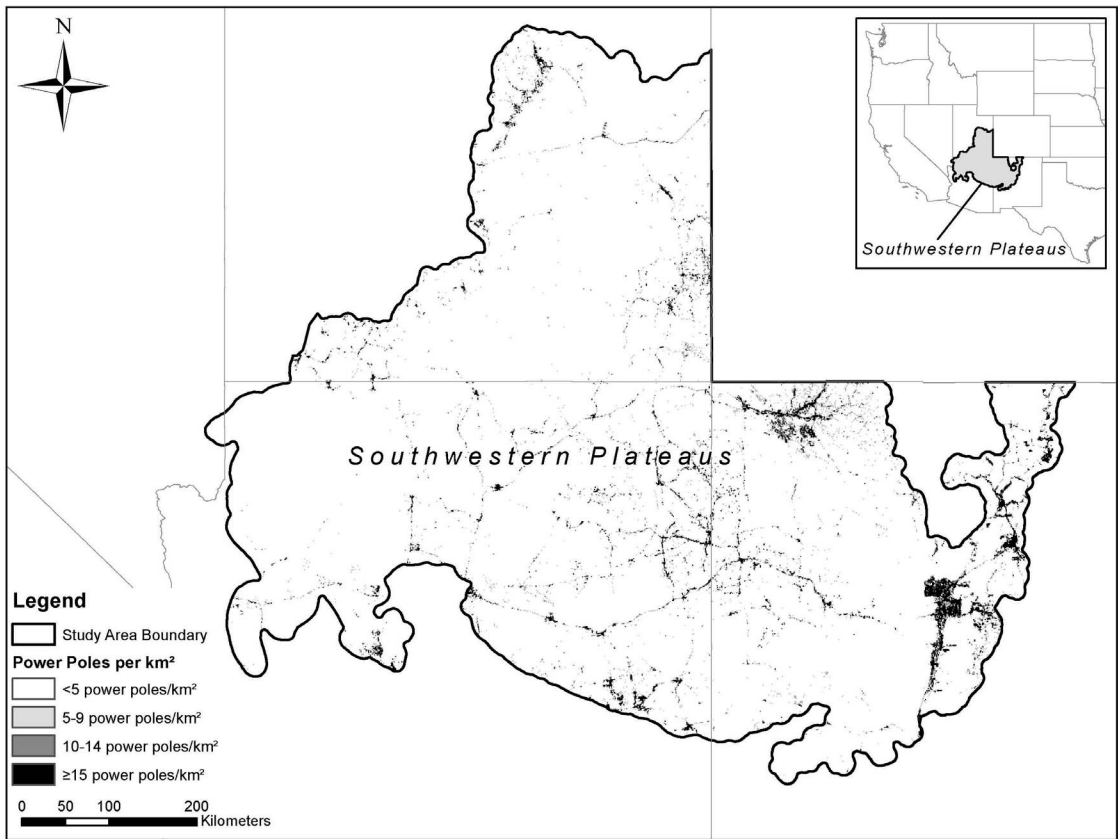 N
Southwestern Plateaus
Southwestern Plateaus
Legend
Study Area Boundary
Power Poles per km²
<5 power poles/km²
5-9 power poles/km²
10-14 power poles/km²
≥15 power poles/km²
0 50 100 200
Kilometers